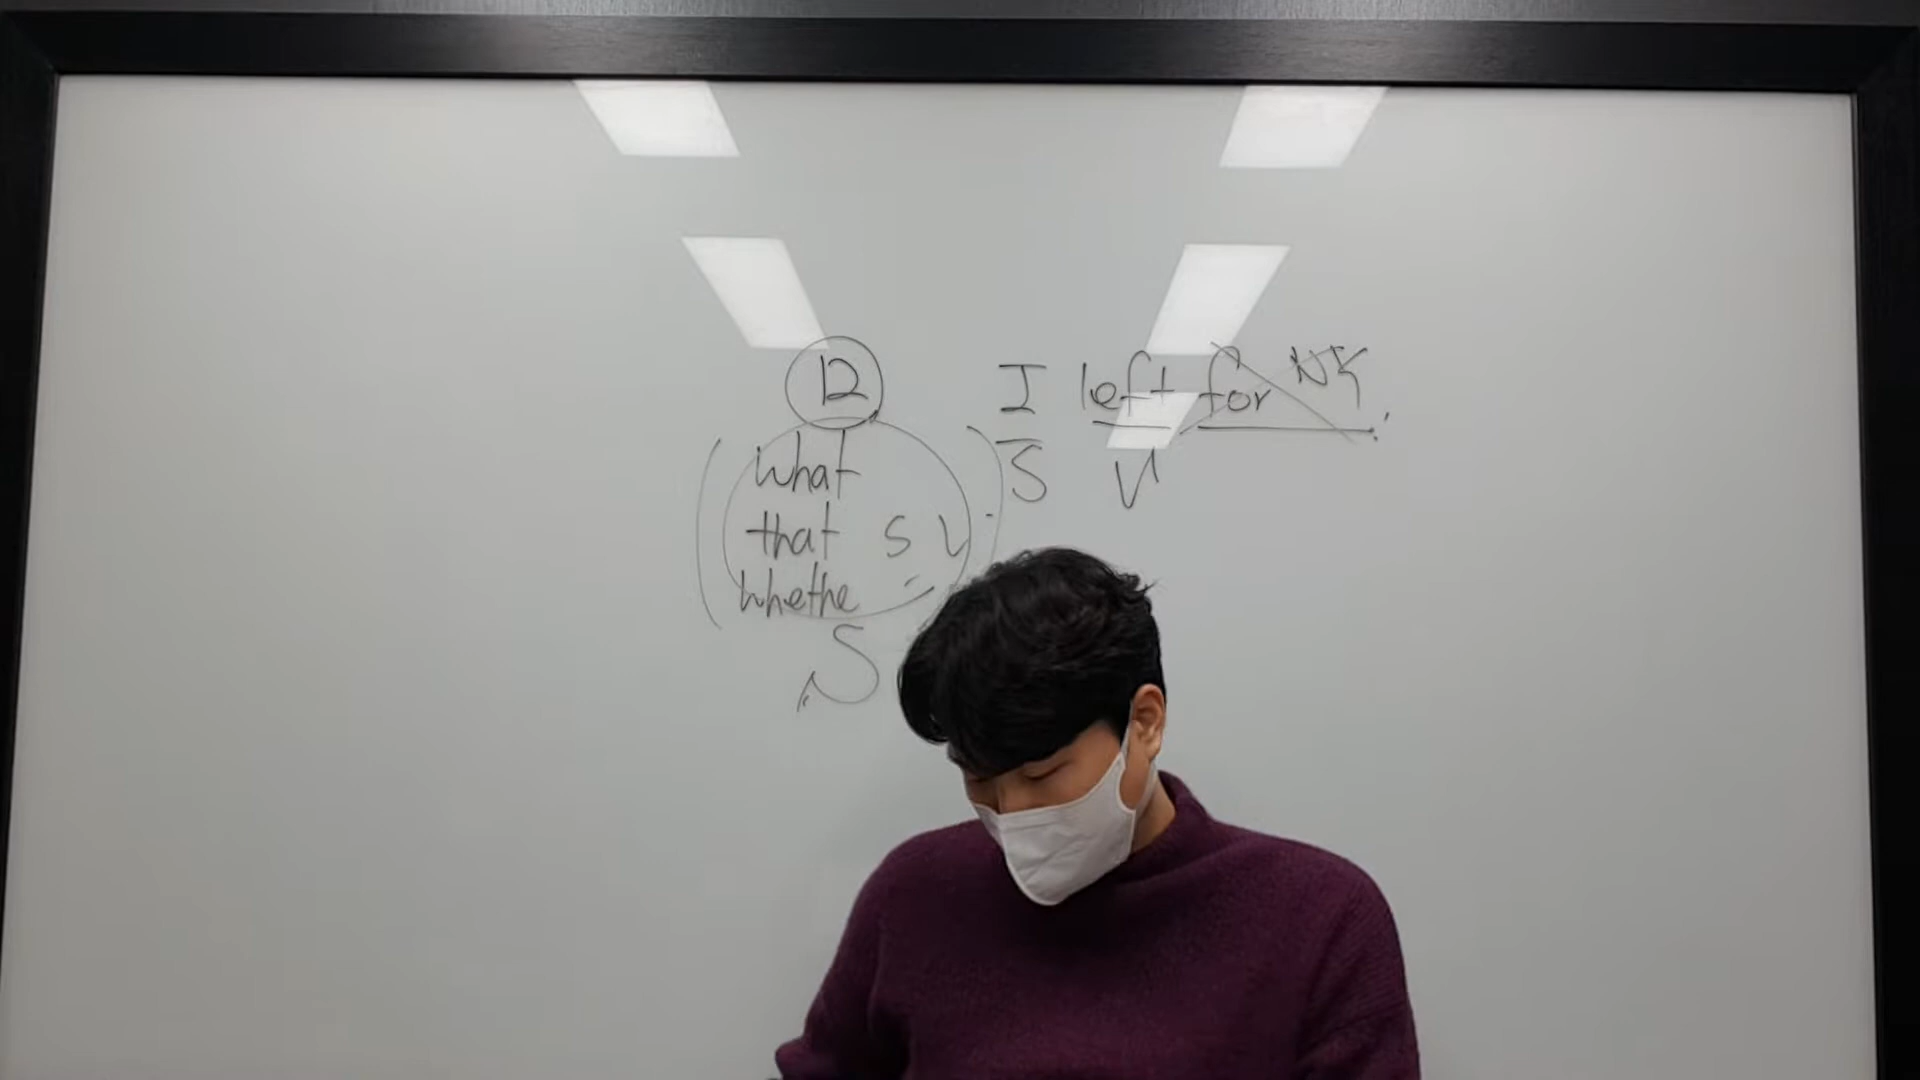 12
I left for NY.
S V
what
that S V
whethe
S